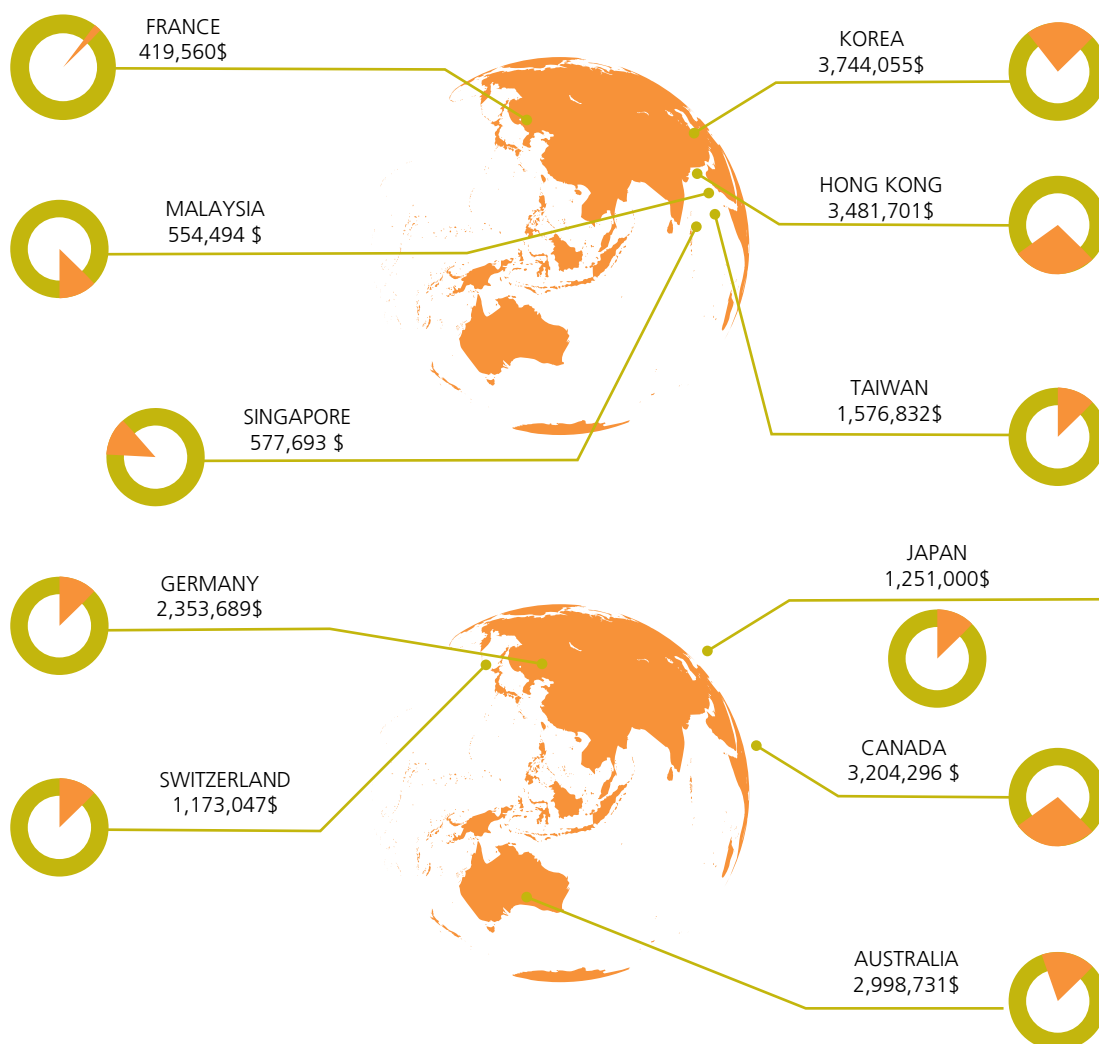 FRANCE
419,560$
KOREA
3,744,055$
MALAYSIA
554,494 $
HONG KONG
3,481,701$
SINGAPORE
577,693 $
TAIWAN
1,576,832$
JAPAN
1,251,000$
GERMANY
2,353,689$
SWITZERLAND
1,173,047$
CANADA
3,204,296 $
AUSTRALIA
2,998,731$